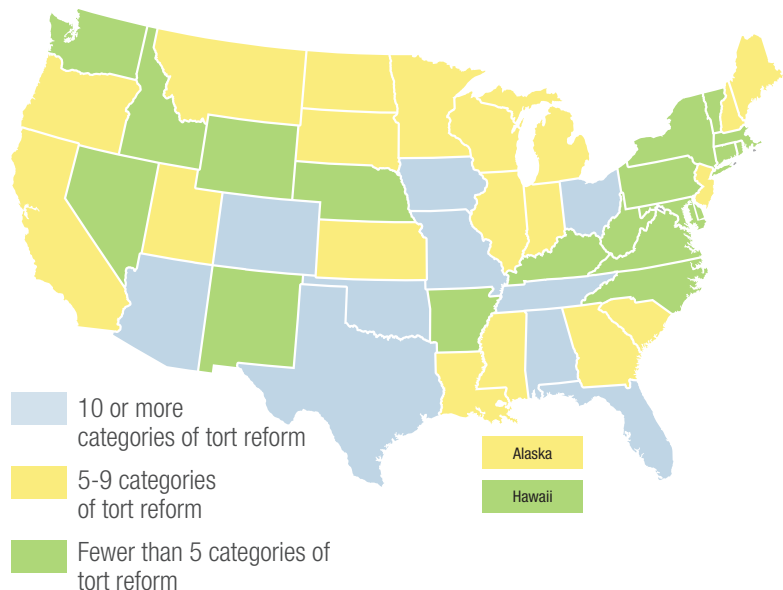 10 or more
categories of tort reform
5-9 categories
of tort reform
Fewer than 5 categories of
tort reform
Alaska
Hawaii